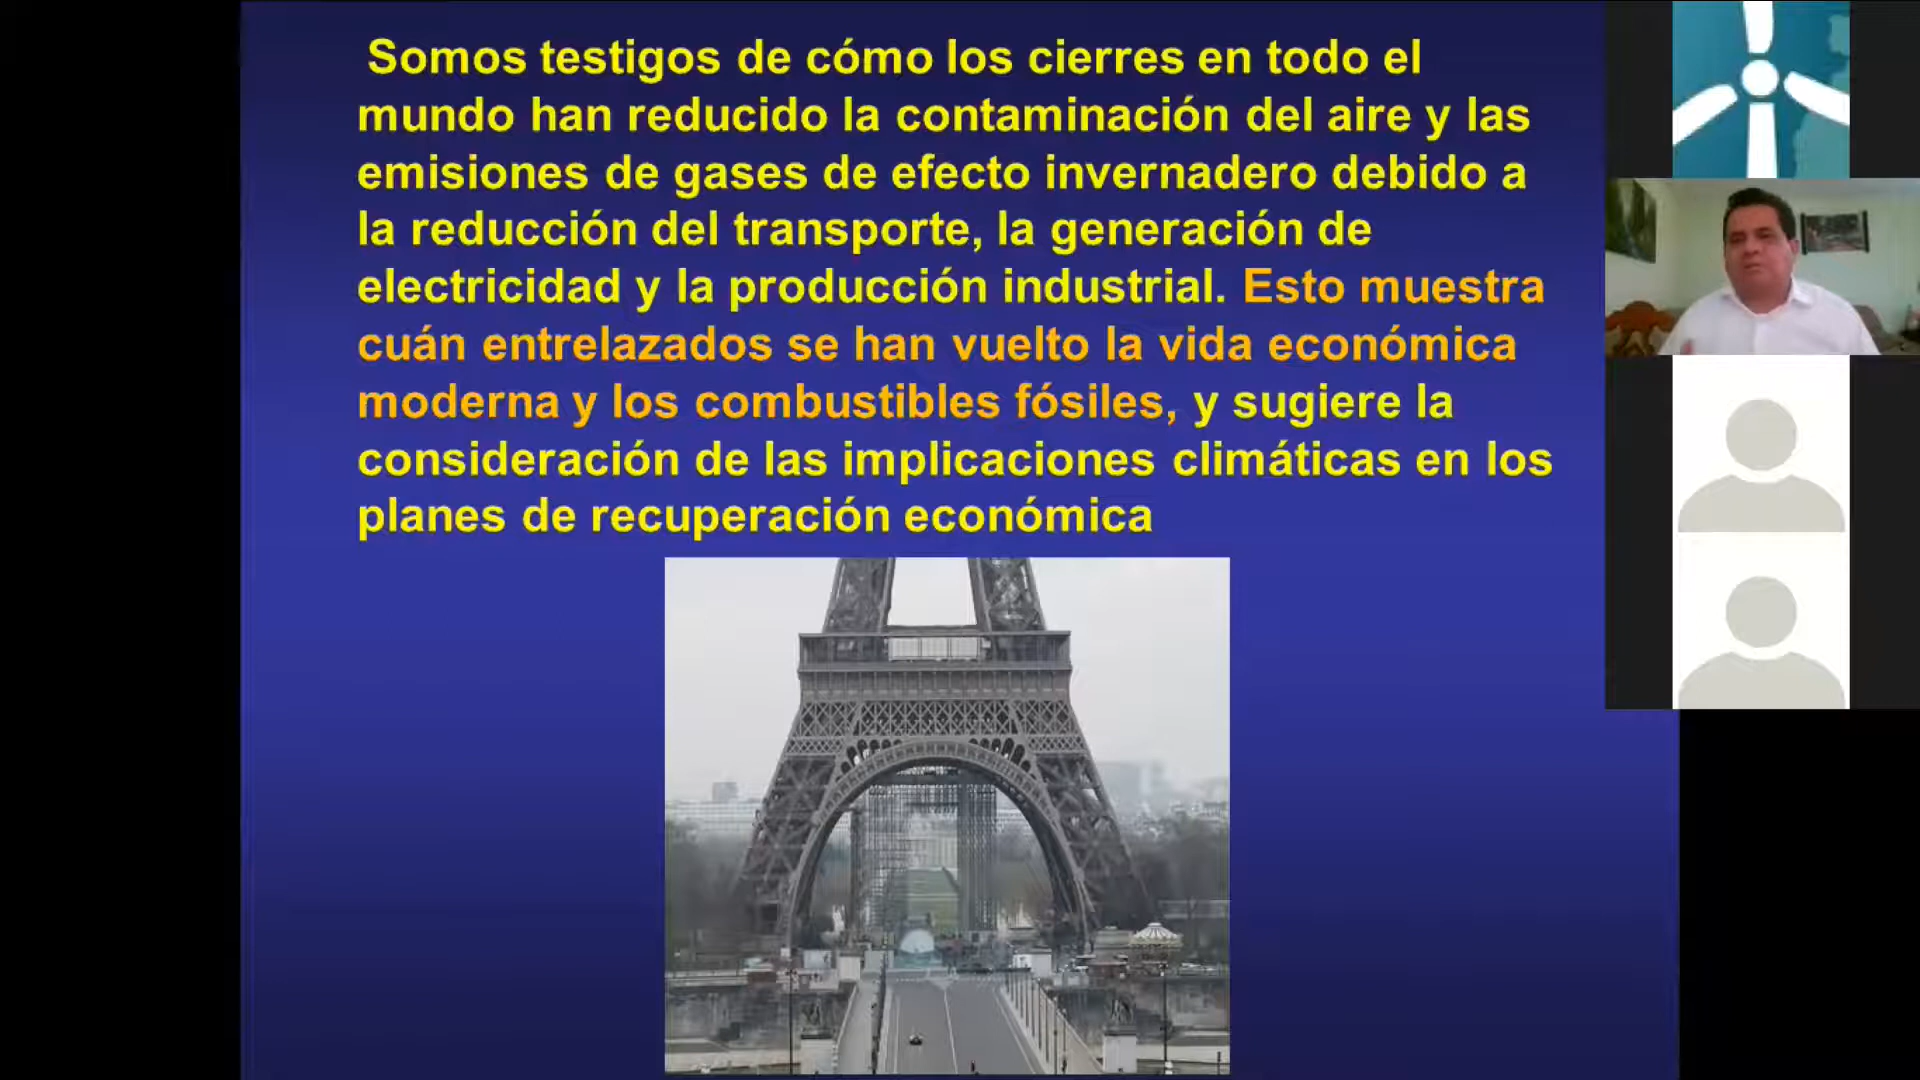 Somos testigos de cómo los cierres en todo el
mundo han reducido la contaminación del aire y las
emisiones de gases de efecto invernadero debido a
la reducción del transporte, la generación de
electricidad y la producción industrial. Esto muestra
cuán entrelazados se han vuelto la vida económica
moderna y los combustibles fósiles, y sugiere la
consideración de las implicaciones climáticas en los
planes de recuperación económica